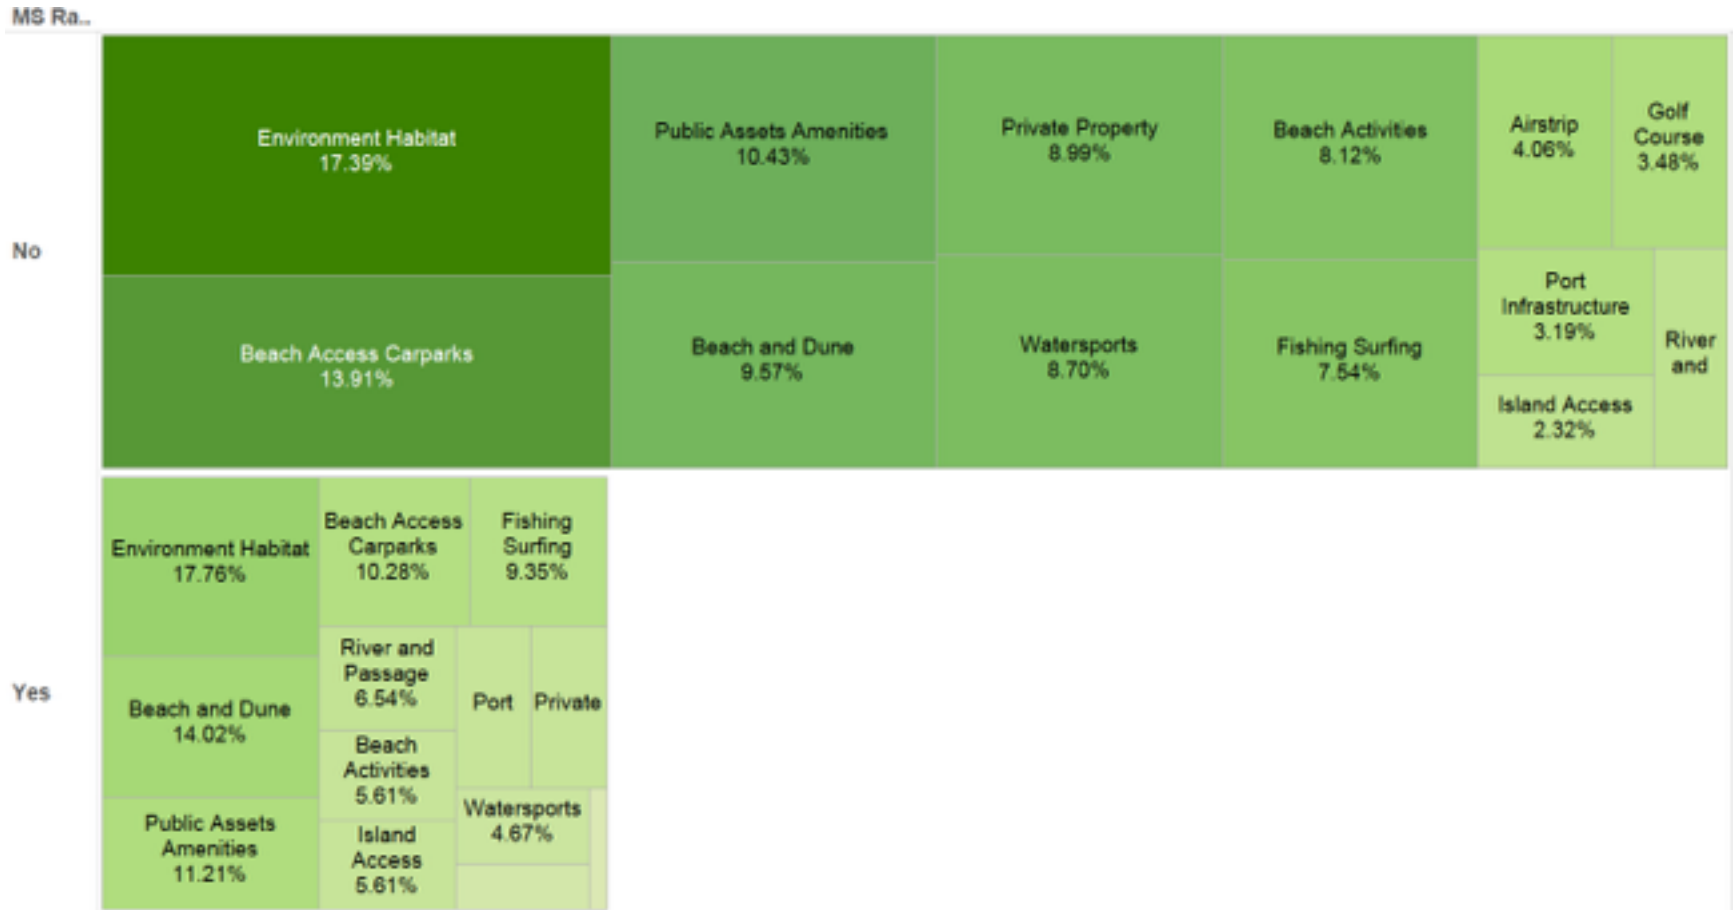 MS Ra..
No
Environment Habitat
17.39%
Beach Access Carparks
13.91%
Public Assets Amenities
10.43%
Beach and Dune
9.57%
Private Property
8.99%
Watersports
8.70%
Beach Activities
8.12%
Fishing Surfing
7.54%
Airstrip
4.06%
Golf
Course
3.48%
Port
Infrastructure
3.19%
Island Access
2.32%
River
and
Yes
Environment Habitat
17.76%
Beach and Dune
14.02%
Public Assets
Amenities
11.21%
Beach Access
Carparks
10.28%
Fishing
Surfing
9.35%
River and
Passage
6.54%
Beach
Activities
5.61%
Island
Access
5.61%
Port
Private
Watersports
4.67%